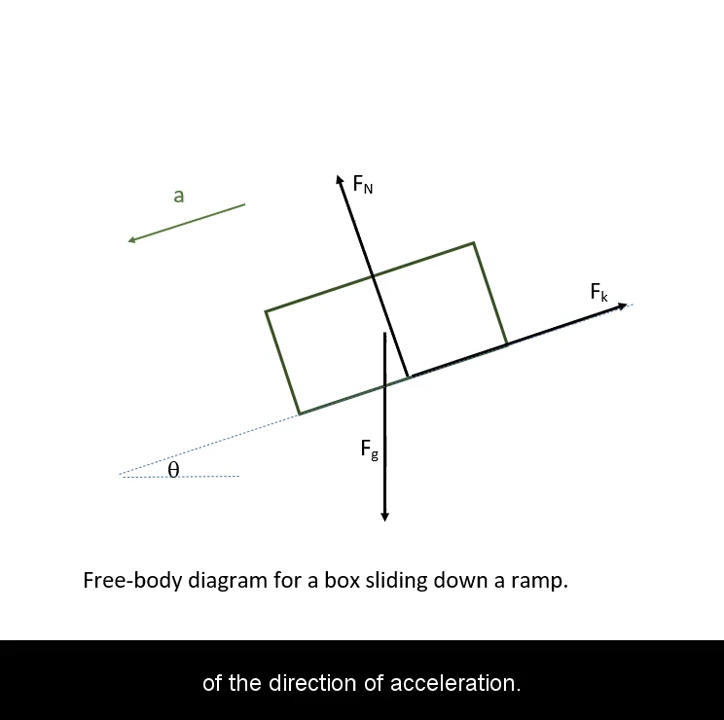 a
F_N
F_k
F_g
θ
Free-body diagram for a box sliding down a ramp.
of the direction of acceleration.